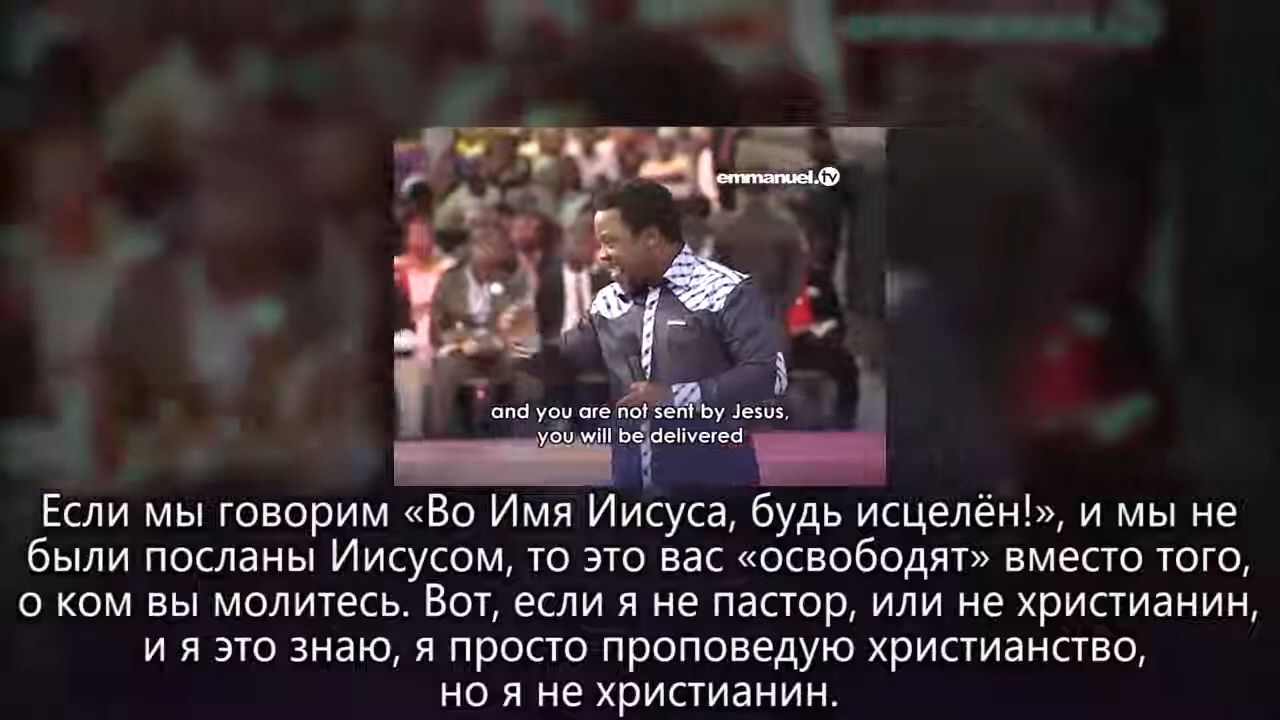 emmanuel.tv
and you are not sent by Jesus,
you will be delivered
Если мы говорим «Во Имя Иисуса, будь исцелён!», и мы не
были посланы Иисусом, то это вас «освободят» вместо того,
о ком вы молитесь. Вот, если я не пастор, или не христианин,
и я это знаю, я просто проповедую христианство,
но я не христианин.